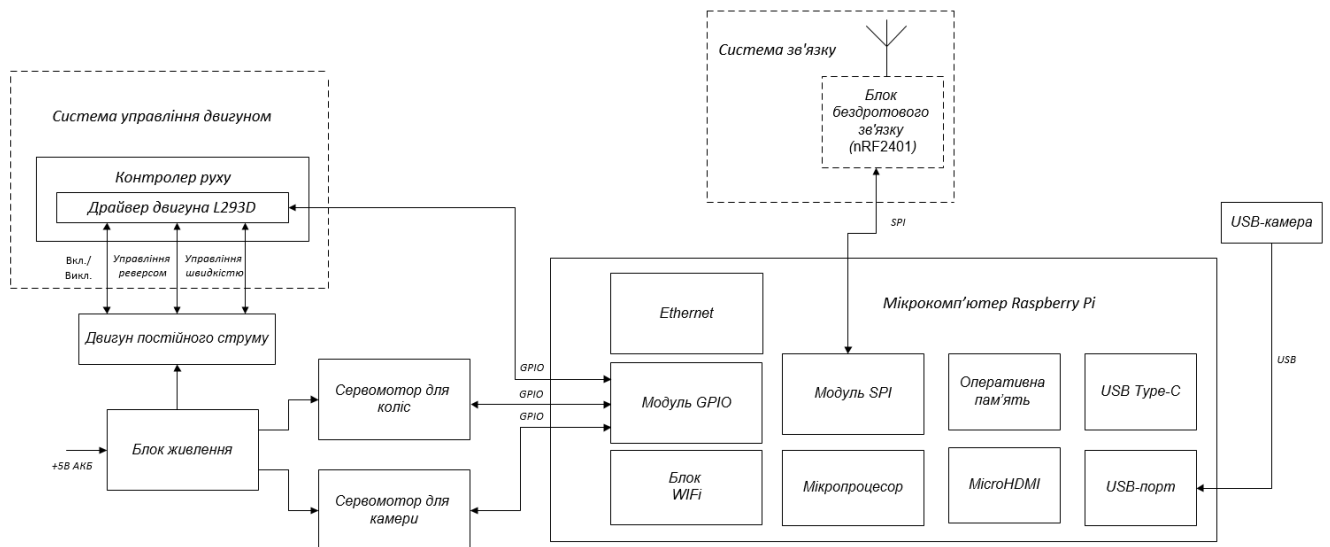 Система зв'язку
Блок
бездротового
зв'язку
(nRF2401)
SPI
Система управління двигуном
Контролер руху
Драйвер двигуна L293D
Вкл./
Викл.
Управління
реверсом
Управління
швидкістю
Двигун постійного струму
Блок живлення
+5В АКБ
Сервомотор для
коліс
Сервомотор для
камери
GPIO
GPIO
GPIO
Мікрокомп’ютер Raspberry Pi
Ethernet
Модуль GPIO
Блок
WIFi
Модуль SPI
Мікропроцесор
Оперативна
пам’ять
MicroHDMI
USB Type-C
USB-порт
USB-камера
USB